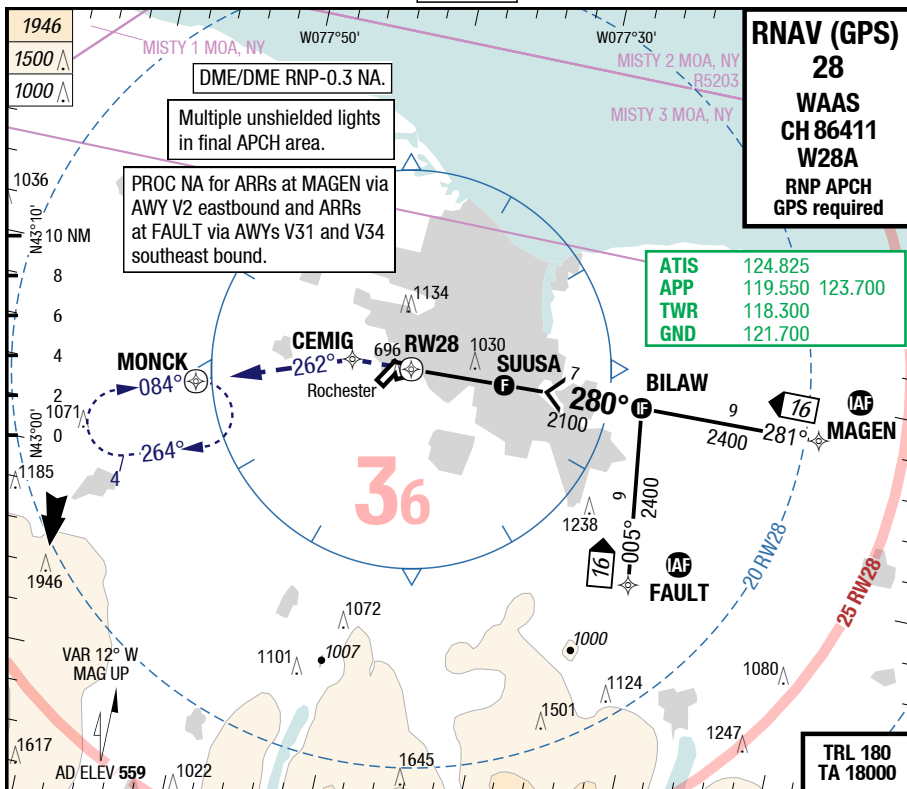 1946
1500
1000
MISTY 1 MOA, NY
W077°50'
W077°30'
MISTY 2 MOA, NY
R5203
MISTY 3 MOA, NY
RNAV (GPS)
28
WAAS
CH 86411
W28A
RNP APCH
GPS required
DME/DME RNP-0.3 NA.
Multiple unshielded lights
in final APCH area.
PROC NA for ARRs at MAGEN via
AWY V2 eastbound and ARRs
at FAULT via AWYs V31 and V34
southeast bound.
1036
N43°10'
10 NM
8
6
4
2
0
N43°00'
ATIS 124.825
APP 119.550 123.700
TWR 118.300
GND 121.700
1134
1030
696
RW28
CEMIG
262°
Rochester
MONCK
084°
264°
4
1071
1185
SUUSA
F
7
280°
2100
BILAW
IF
9
2400
281°
16
IAF
MAGEN
9
2400
005°
16
IAF
FAULT
1238
36
20 RW28
25 RW28
1946
1072
1101
1007
1000
1124
1501
1080
1247
1645
1022
1617
VAR 12° W
MAG UP
AD ELEV 559
TRL 180
TA 18000